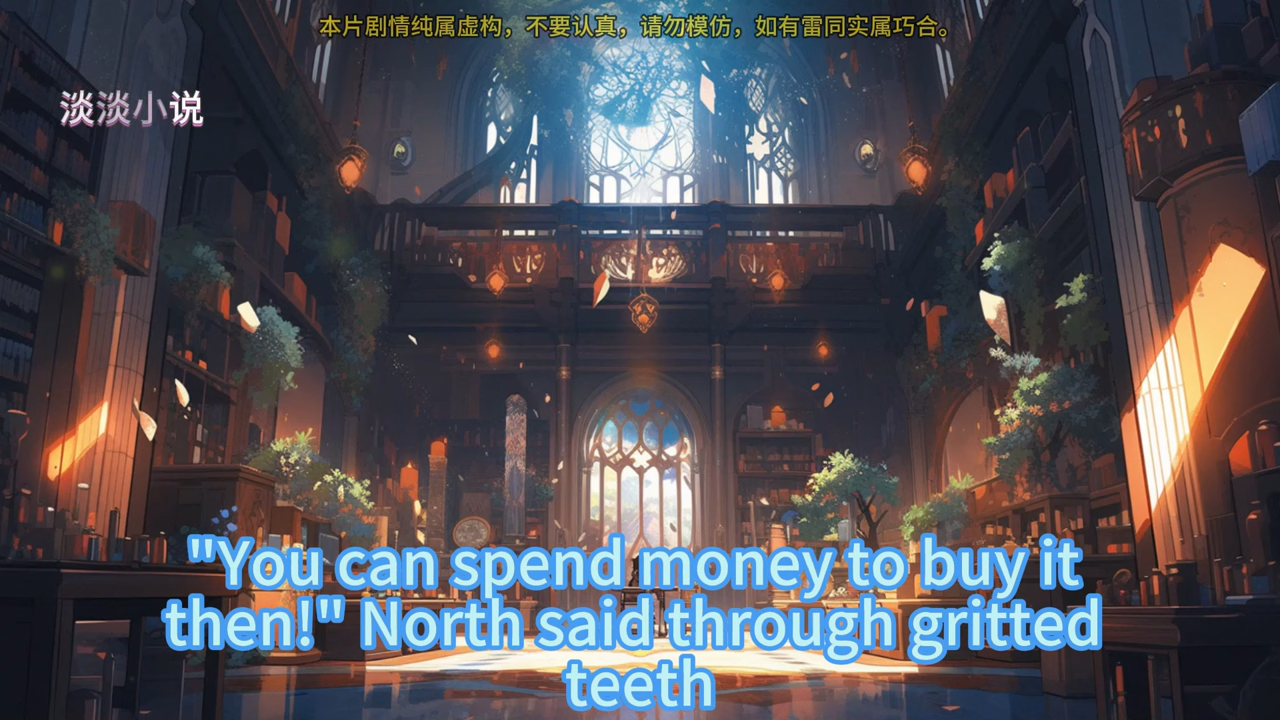 本片剧情纯属虚构，不要认真，请勿模仿，如有雷同实属巧合。
淡淡小说
"You can spend money to buy it
then!" North said through gritted
teeth